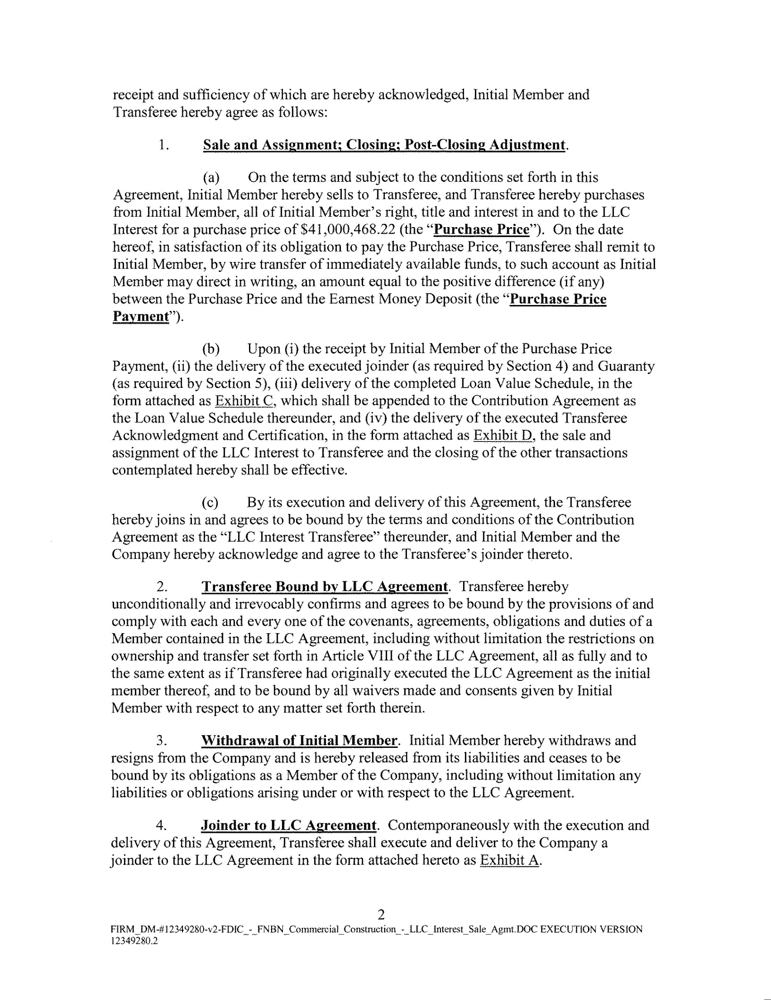 receipt and sufficiency of which are hereby acknowledged, Initial Member and
Transferee hereby agree as follows:
1. Sale and Assignment; Closing; Post-Closing Adjustment.
(a) On the terms and subject to the conditions set forth in this
Agreement, Initial Member hereby sells to Transferee, and Transferee hereby purchases
from Initial Member, all of Initial Member’s right, title and interest in and to the LLC
Interest for a purchase price of $41,000,468.22 (the “Purchase Price”). On the date
hereof, in satisfaction of its obligation to pay the Purchase Price, Transferee shall remit to
Initial Member, by wire transfer of immediately available funds, to such account as Initial
Member may direct in writing, an amount equal to the positive difference (if any)
between the Purchase Price and the Earnest Money Deposit (the “Purchase Price
Payment”).
(b) Upon (i) the receipt by Initial Member of the Purchase Price
Payment, (ii) the delivery of the executed joinder (as required by Section 4) and Guaranty
(as required by Section 5), (iii) delivery of the completed Loan Value Schedule, in the
form attached as Exhibit C, which shall be appended to the Contribution Agreement as
the Loan Value Schedule thereunder, and (iv) the delivery of the executed Transferee
Acknowledgment and Certification, in the form attached as Exhibit D, the sale and
assignment of the LLC Interest to Transferee and the closing of the other transactions
contemplated hereby shall be effective.
(c) By its execution and delivery of this Agreement, the Transferee
hereby joins in and agrees to be bound by the terms and conditions of the Contribution
Agreement as the “LLC Interest Transferee” thereunder, and Initial Member and the
Company hereby acknowledge and agree to the Transferee’s joinder thereto.
2. Transferee Bound by LLC Agreement. Transferee hereby
unconditionally and irrevocably confirms and agrees to be bound by the provisions of and
comply with each and every one of the covenants, agreements, obligations and duties of a
Member contained in the LLC Agreement, including without limitation the restrictions on
ownership and transfer set forth in Article VIII of the LLC Agreement, all as fully and to
the same extent as if Transferee had originally executed the LLC Agreement as the initial
member thereof, and to be bound by all waivers made and consents given by Initial
Member with respect to any matter set forth therein.
3. Withdrawal of Initial Member. Initial Member hereby withdraws and
resigns from the Company and is hereby released from its liabilities and ceases to be
bound by its obligations as a Member of the Company, including without limitation any
liabilities or obligations arising under or with respect to the LLC Agreement.
4. Joinder to LLC Agreement. Contemporaneously with the execution and
delivery of this Agreement, Transferee shall execute and deliver to the Company a
joinder to the LLC Agreement in the form attached hereto as Exhibit A.
2
FIRM_DM-#12349280-v2-FDIC_-_FNBN_Commercial_Construction_-_LLC_Interest_Sale_Agmt.DOC EXECUTION VERSION
12349280.2